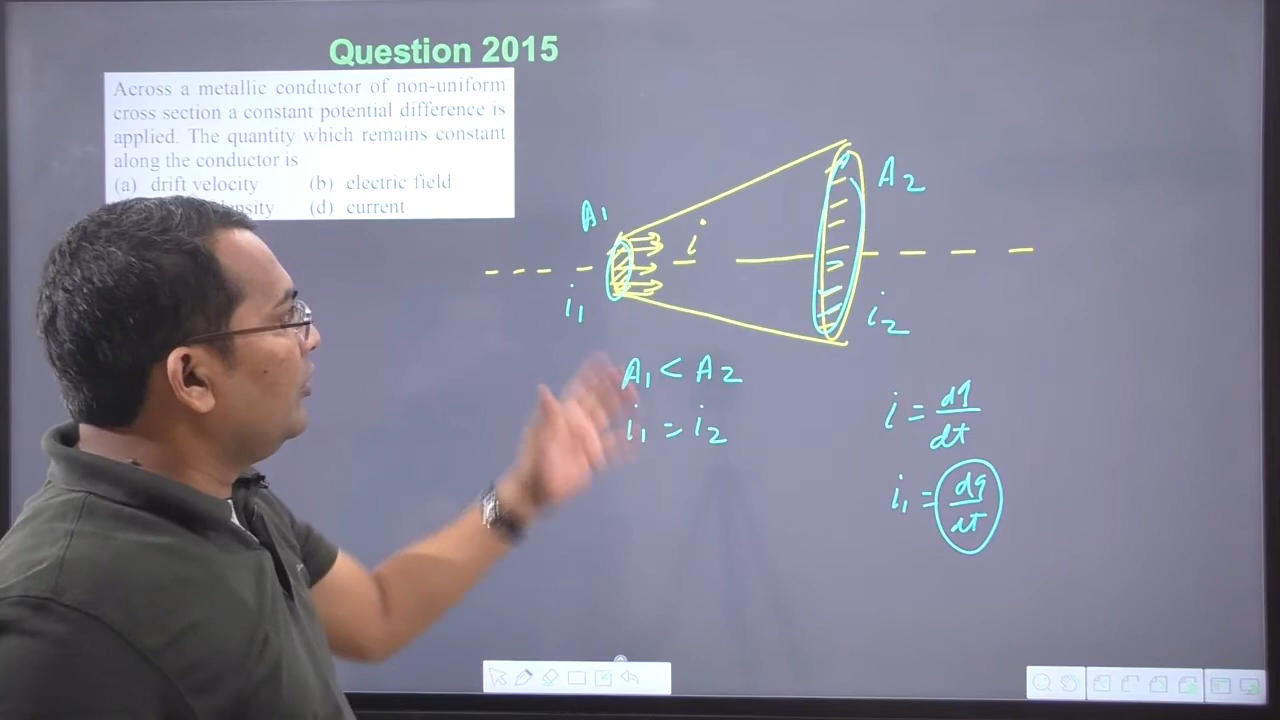 Question 2015
Across a metallic conductor of non-uniform
cross section a constant potential difference is
applied. The quantity which remains constant
along the conductor is
(a) drift velocity (b) electric field
(d) current
A1
A2
i
i1
i2
A1 < A2
i1 = i2
i = dq/dt
i1 = dq/dt